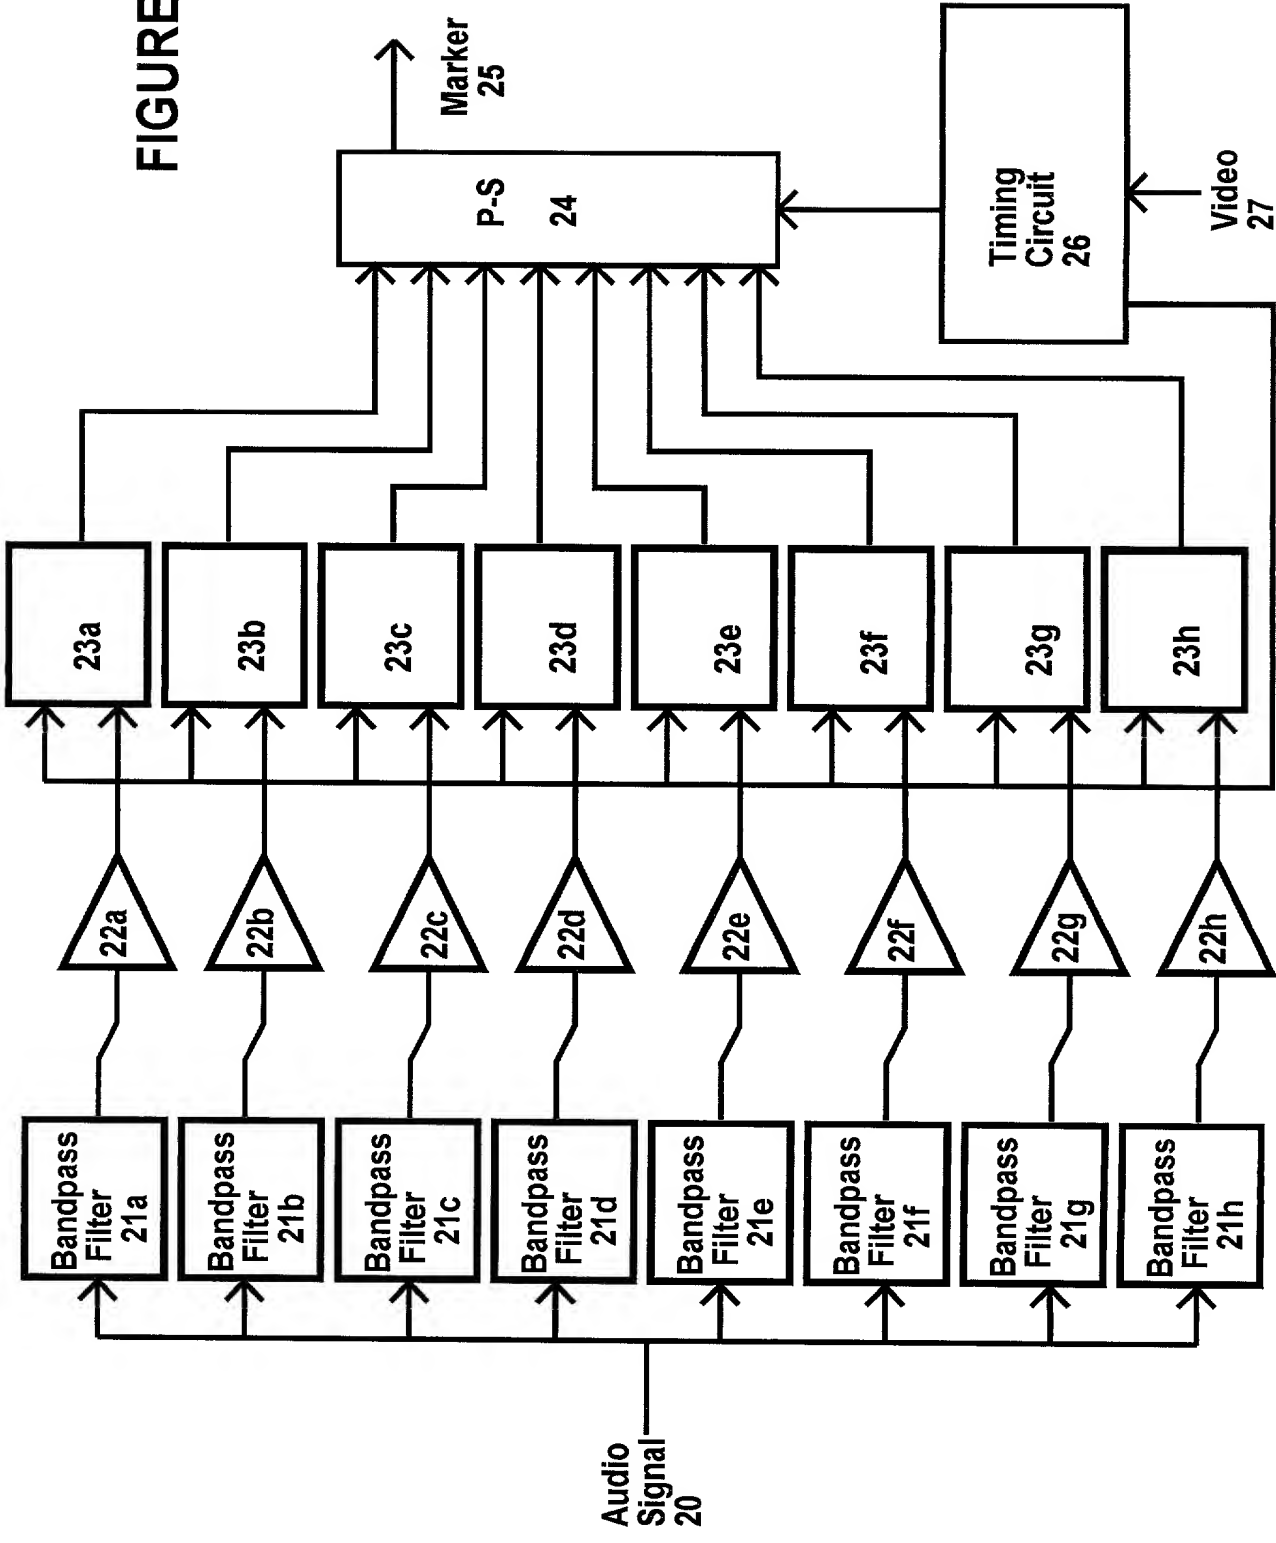 FIGURE
Audio
Signal
20
Bandpass
Filter
21a
Bandpass
Filter
21b
Bandpass
Filter
21c
Bandpass
Filter
21d
Bandpass
Filter
21e
Bandpass
Filter
21f
Bandpass
Filter
21g
Bandpass
Filter
21h
22a
22b
22c
22d
22e
22f
22g
22h
23a
23b
23c
23d
23e
23f
23g
23h
P-S
24
Marker
25
Timing
Circuit
26
Video
27